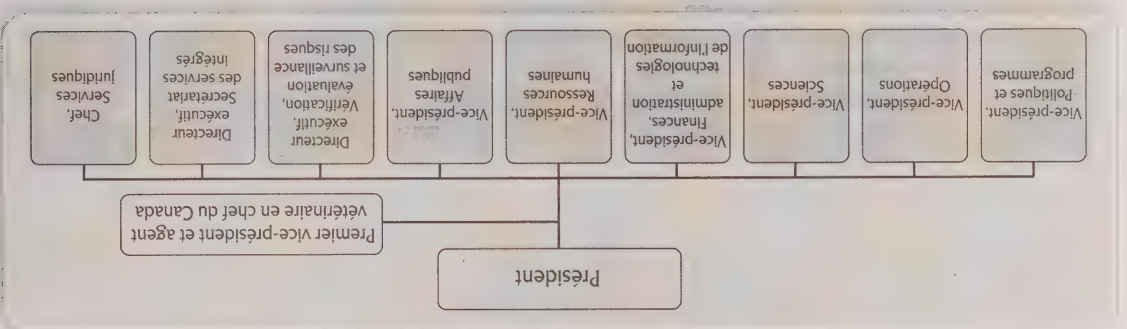 Président
Premier vice-président et agent
vétérinaire en chef du Canada
Vice-président,
Politiques et
programmes
Vice-président,
Opérations
Vice-président,
Sciences
Vice-président,
Finances,
administration
et
technologies
de l'information
Vice-président,
Ressources
humaines
Vice-président,
Affaires
publiques
Directeur
exécutif,
Vérification,
évaluation
et surveillance
des risques
Directeur
exécutif,
Secrétariat
des services
intégrés
Chef,
Services
juridiques